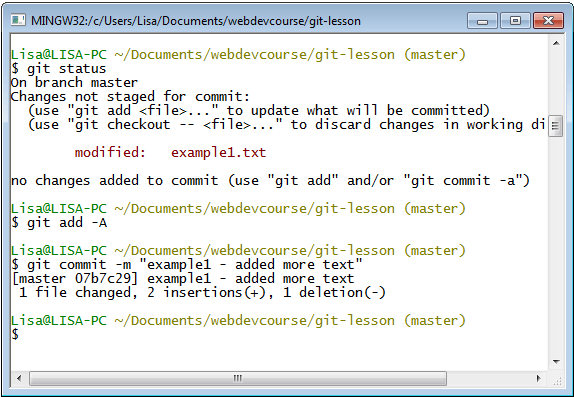 MINGW32:/c/Users/Lisa/Documents/webdevcourse/git-lesson
Lisa@LISA-PC ~/Documents/webdevcourse/git-lesson (master)
$ git status
On branch master
Changes not staged for commit:
  (use "git add <file>..." to update what will be committed)
  (use "git checkout -- <file>..." to discard changes in working di
        modified:   example1.txt
no changes added to commit (use "git add" and/or "git commit -a")
Lisa@LISA-PC ~/Documents/webdevcourse/git-lesson (master)
$ git add -A
Lisa@LISA-PC ~/Documents/webdevcourse/git-lesson (master)
$ git commit -m "example1 - added more text"
[master 07b7c29] example1 - added more text
 1 file changed, 2 insertions(+), 1 deletion(-)
Lisa@LISA-PC ~/Documents/webdevcourse/git-lesson (master)
$